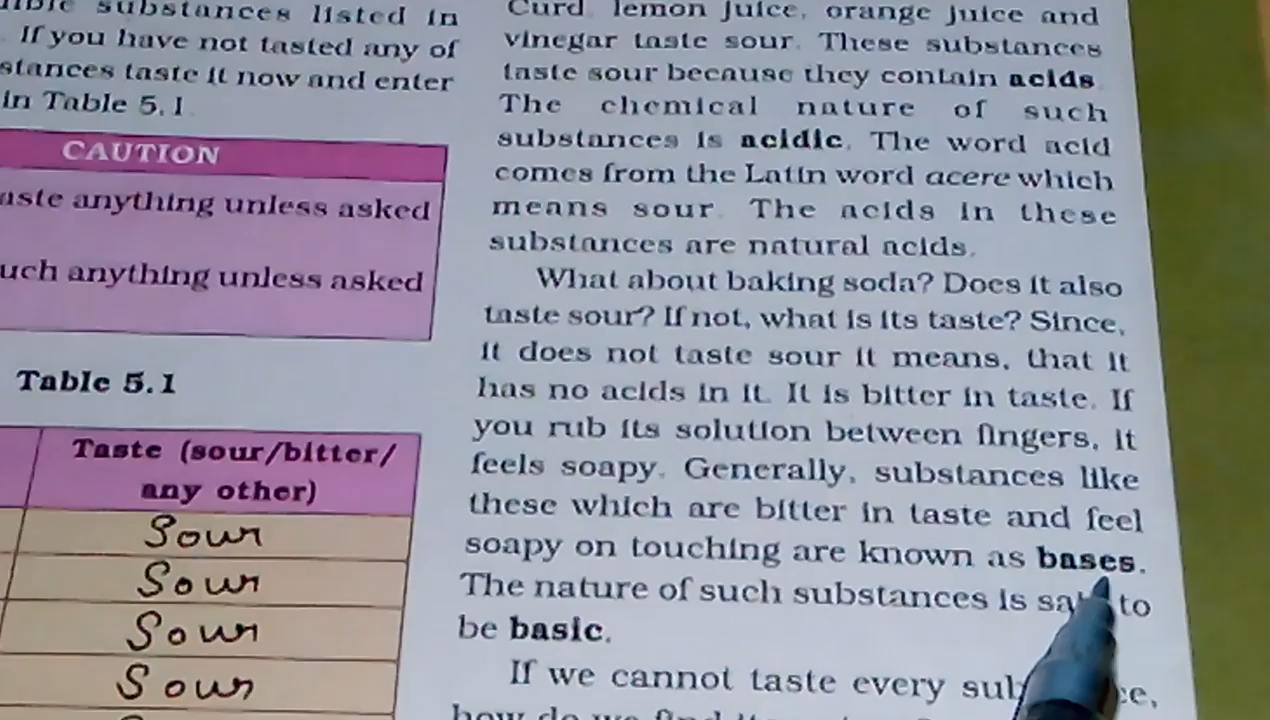 substances listed in
If you have not tasted any of
stances taste it now and enter
in Table 5.1
CAUTION
aste anything unless asked
uch anything unless asked
Table 5.1
Taste (sour/bitter/
any other)
Sour
Sour
Sour
Sour
Curd, lemon juice, orange juice and
vinegar taste sour. These substances
taste sour because they contain acids.
The chemical nature of such
substances is acidic. The word acid
comes from the Latin word acere which
means sour. The acids in these
substances are natural acids.
What about baking soda? Does it also
taste sour? If not, what is its taste? Since,
it does not taste sour it means, that it
has no acids in it. It is bitter in taste. If
you rub its solution between fingers, it
feels soapy. Generally, substances like
these which are bitter in taste and feel
soapy on touching are known as bases.
The nature of such substances is to
be basic.
If we cannot taste every
how do we find